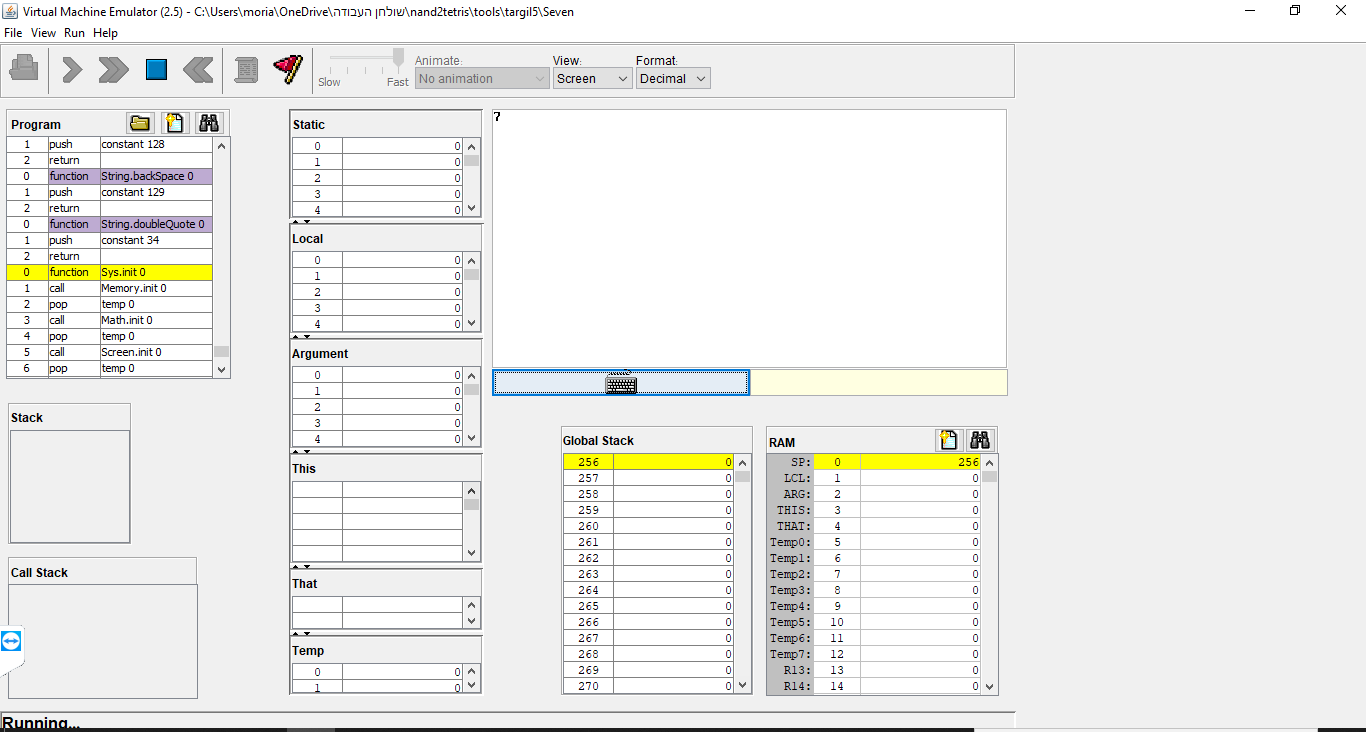 Virtual Machine Emulator (2.5) - C:\Users\moria\OneDrive\שולחן העבודה\nand2tetris\tools\targil5\Seven
File View Run Help
Slow Fast
Animate: View: Format:
No animation Screen Decimal
Program
1 push constant 128
2 return
0 function String.backSpace 0
1 push constant 129
2 return
0 function String.doubleQuote 0
1 push constant 34
2 return
0 function Sys.init 0
1 call Memory.init 0
2 pop temp 0
3 call Math.init 0
4 pop temp 0
5 call Screen.init 0
6 pop temp 0
Stack
Call Stack
Static
0 0
1 0
2 0
3 0
4 0
Local
0 0
1 0
2 0
3 0
4 0
Argument
0 0
1 0
2 0
3 0
4 0
This
That
Temp
0 0
1 0
7
Global Stack
256 0
257 0
258 0
259 0
260 0
261 0
262 0
263 0
264 0
265 0
266 0
267 0
268 0
269 0
270 0
RAM
SP: 0 256
LCL: 1 0
ARG: 2 0
THIS: 3 0
THAT: 4 0
Temp0: 5 0
Temp1: 6 0
Temp2: 7 0
Temp3: 8 0
Temp4: 9 0
Temp5: 10 0
Temp6: 11 0
Temp7: 12 0
R13: 13 0
R14: 14 0
Running...